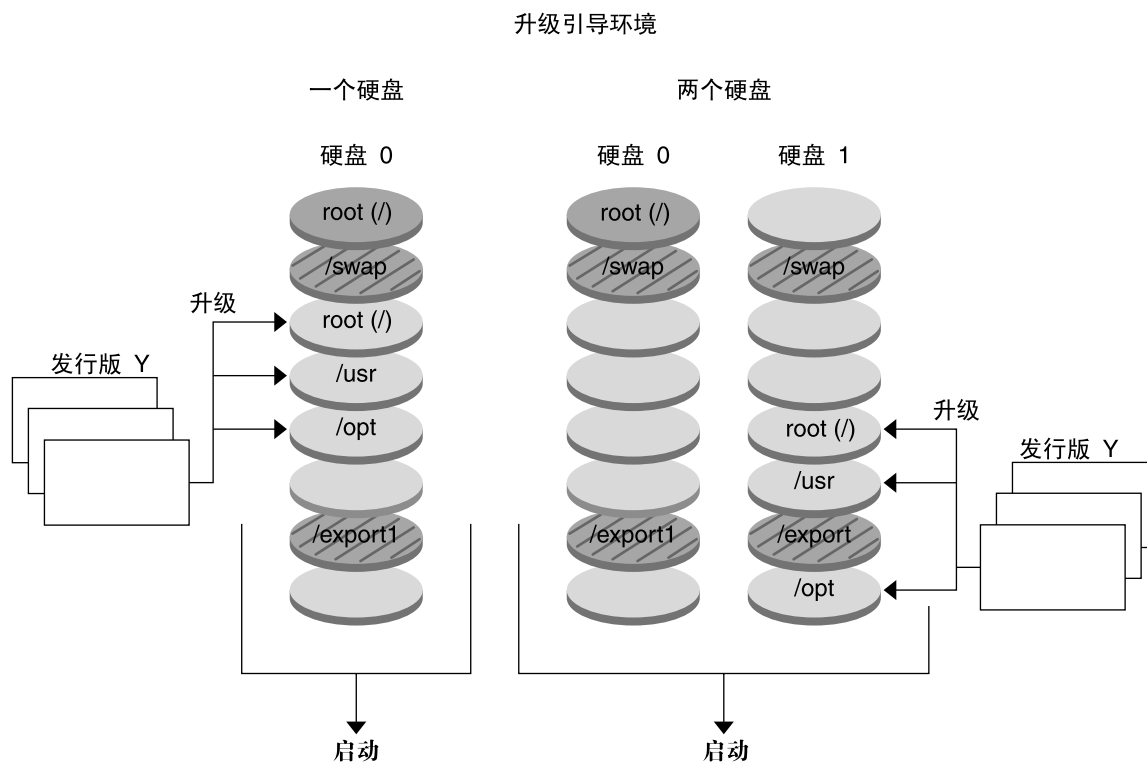 升级引导环境
一个硬盘
两个硬盘
硬盘 0
硬盘 0
硬盘 1
root (/)
/swap
root (/)
/usr
/opt
/export1
升级
发行版 Y
root (/)
/swap
/export1
/swap
root (/)
/usr
/export
/opt
升级
发行版 Y
启动
启动